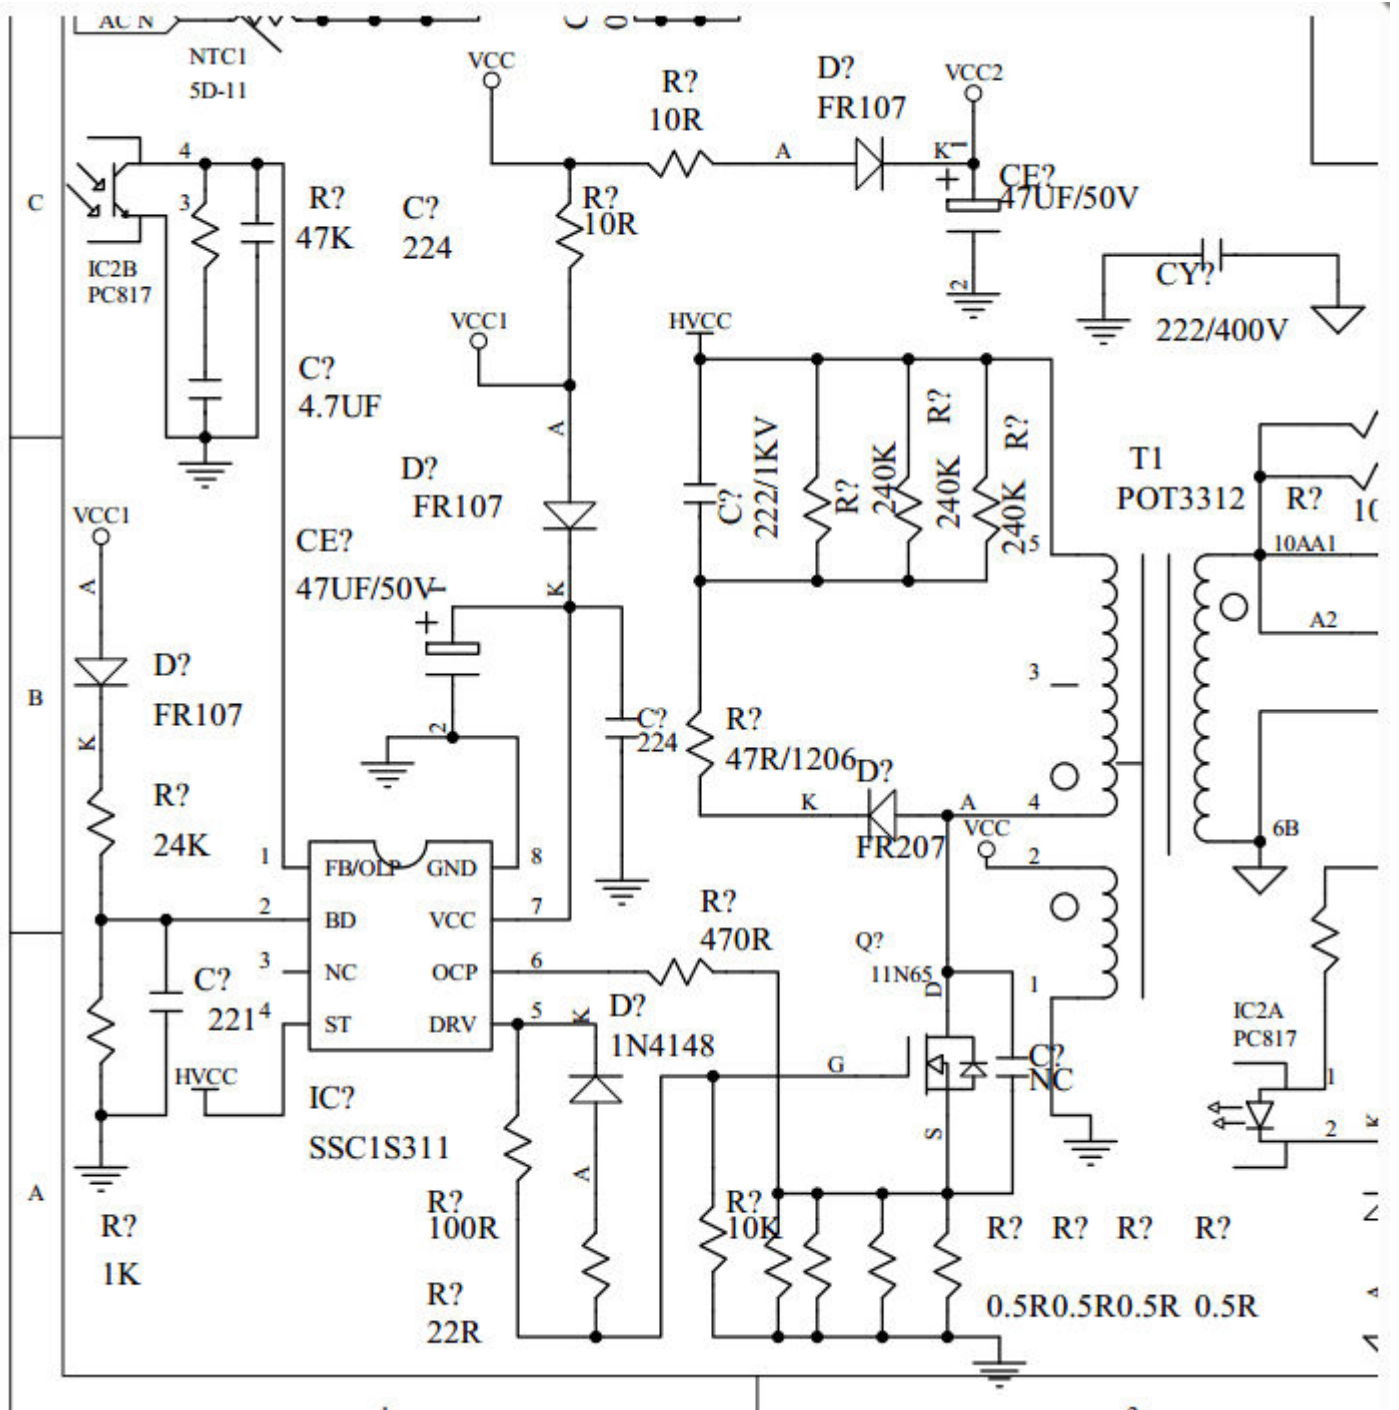 AC N
NTC1
5D-11
VCC
R?
10R
D?
FR107
VCC2
A
K
CE?
47UF/50V
2
C
4
3
IC2B
PC817
R?
47K
C?
224
R?
10R
CY?
222/400V
VCC1
HVCC
C?
4.7UF
A
D?
FR107
C?
222/1KV
R?
240K
R?
240K
R?
240K
T1
POT3312
R?
10
VCC1
A
CE?
47UF/50V
K
5
10AA1
A2
3
B
D?
FR107
K
2
C?
224
R?
47R/1206
D?
K
A
4
FR207
VCC
2
6B
R?
24K
1
FB/OLP
GND
8
2
BD
VCC
7
3
NC
OCP
6
4
ST
DRV
5
R?
470R
Q?
11N65
D
1
C?
221
HVCC
IC?
SSC1S311
K
D?
1N4148
G
C?
NC
S
IC2A
PC817
1
2
K
A
A
R?
1K
R?
100R
R?
22R
R?
10K
R? R? R? R?
0.5R0.5R0.5R 0.5R